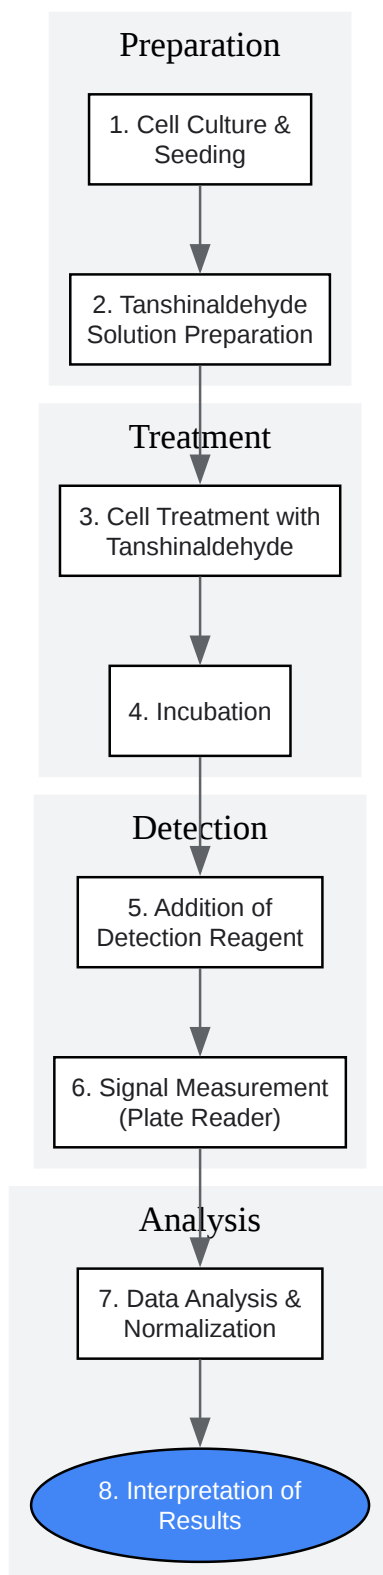 Preparation
1. Cell Culture &
Seeding
2. Tanshinaldehyde
Solution Preparation
Treatment
3. Cell Treatment with
Tanshinaldehyde
4. Incubation
Detection
5. Addition of
Detection Reagent
6. Signal Measurement
(Plate Reader)
Analysis
7. Data Analysis &
Normalization
8. Interpretation of
Results